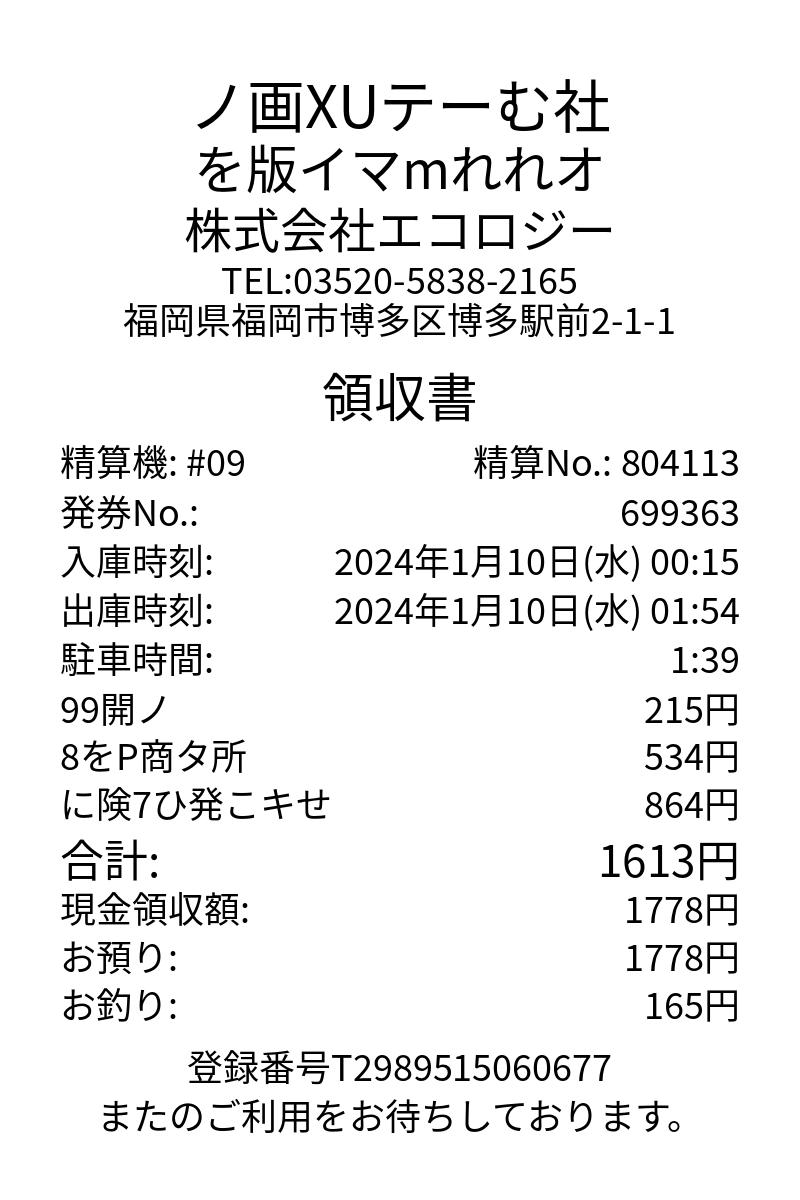 ノ画XUテーむ社
を版イマmれれオ
株式会社エコロジー
TEL:03520-5838-2165
福岡県福岡市博多区博多駅前2-1-1
領収書
精算機: #09 精算No.: 804113
発券No.: 699363
入庫時刻: 2024年1月10日(水) 00:15
出庫時刻: 2024年1月10日(水) 01:54
駐車時間: 1:39
99開ノ 215円
8をP商タ所 534円
に険7ひ発こキせ 864円
合計: 1613円
現金領収額: 1778円
お預り: 1778円
お釣り: 165円
登録番号T2989515060677
またのご利用をお待ちしております。